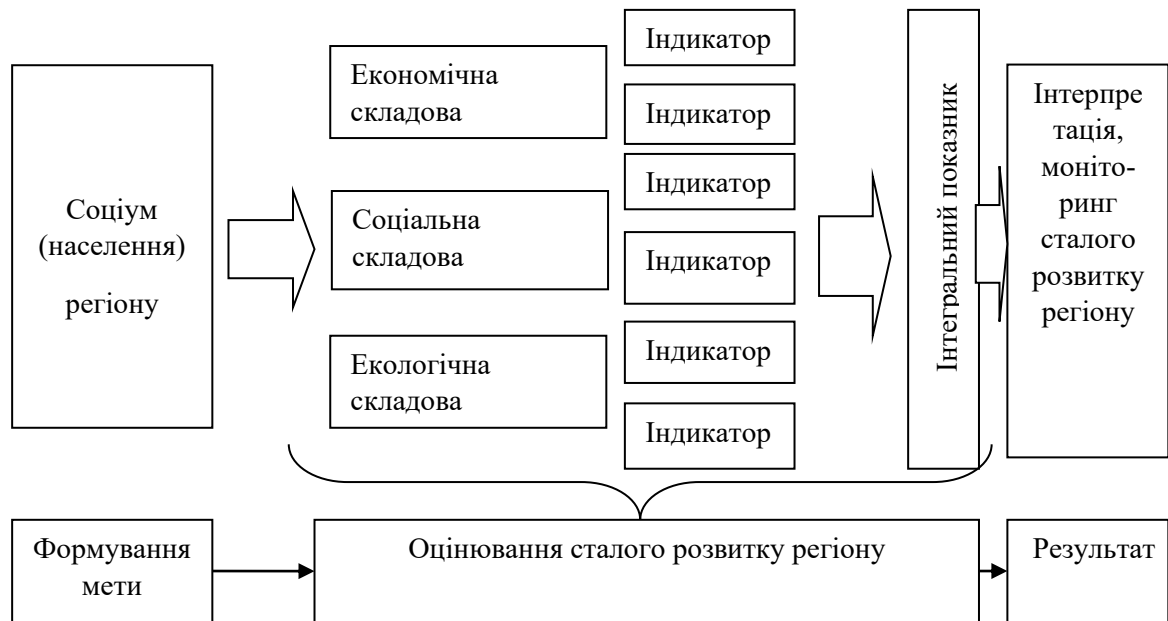 Соціум
(населення)
регіону
Економічна
складова
Соціальна
складова
Екологічна
складова
Індикатор
Індикатор
Індикатор
Індикатор
Індикатор
Індикатор
Інтегральний показник
Інтерпре
тація,
моніто-
ринг
сталого
розвитку
регіону
Формування
мети
Оцінювання сталого розвитку регіону
Результат